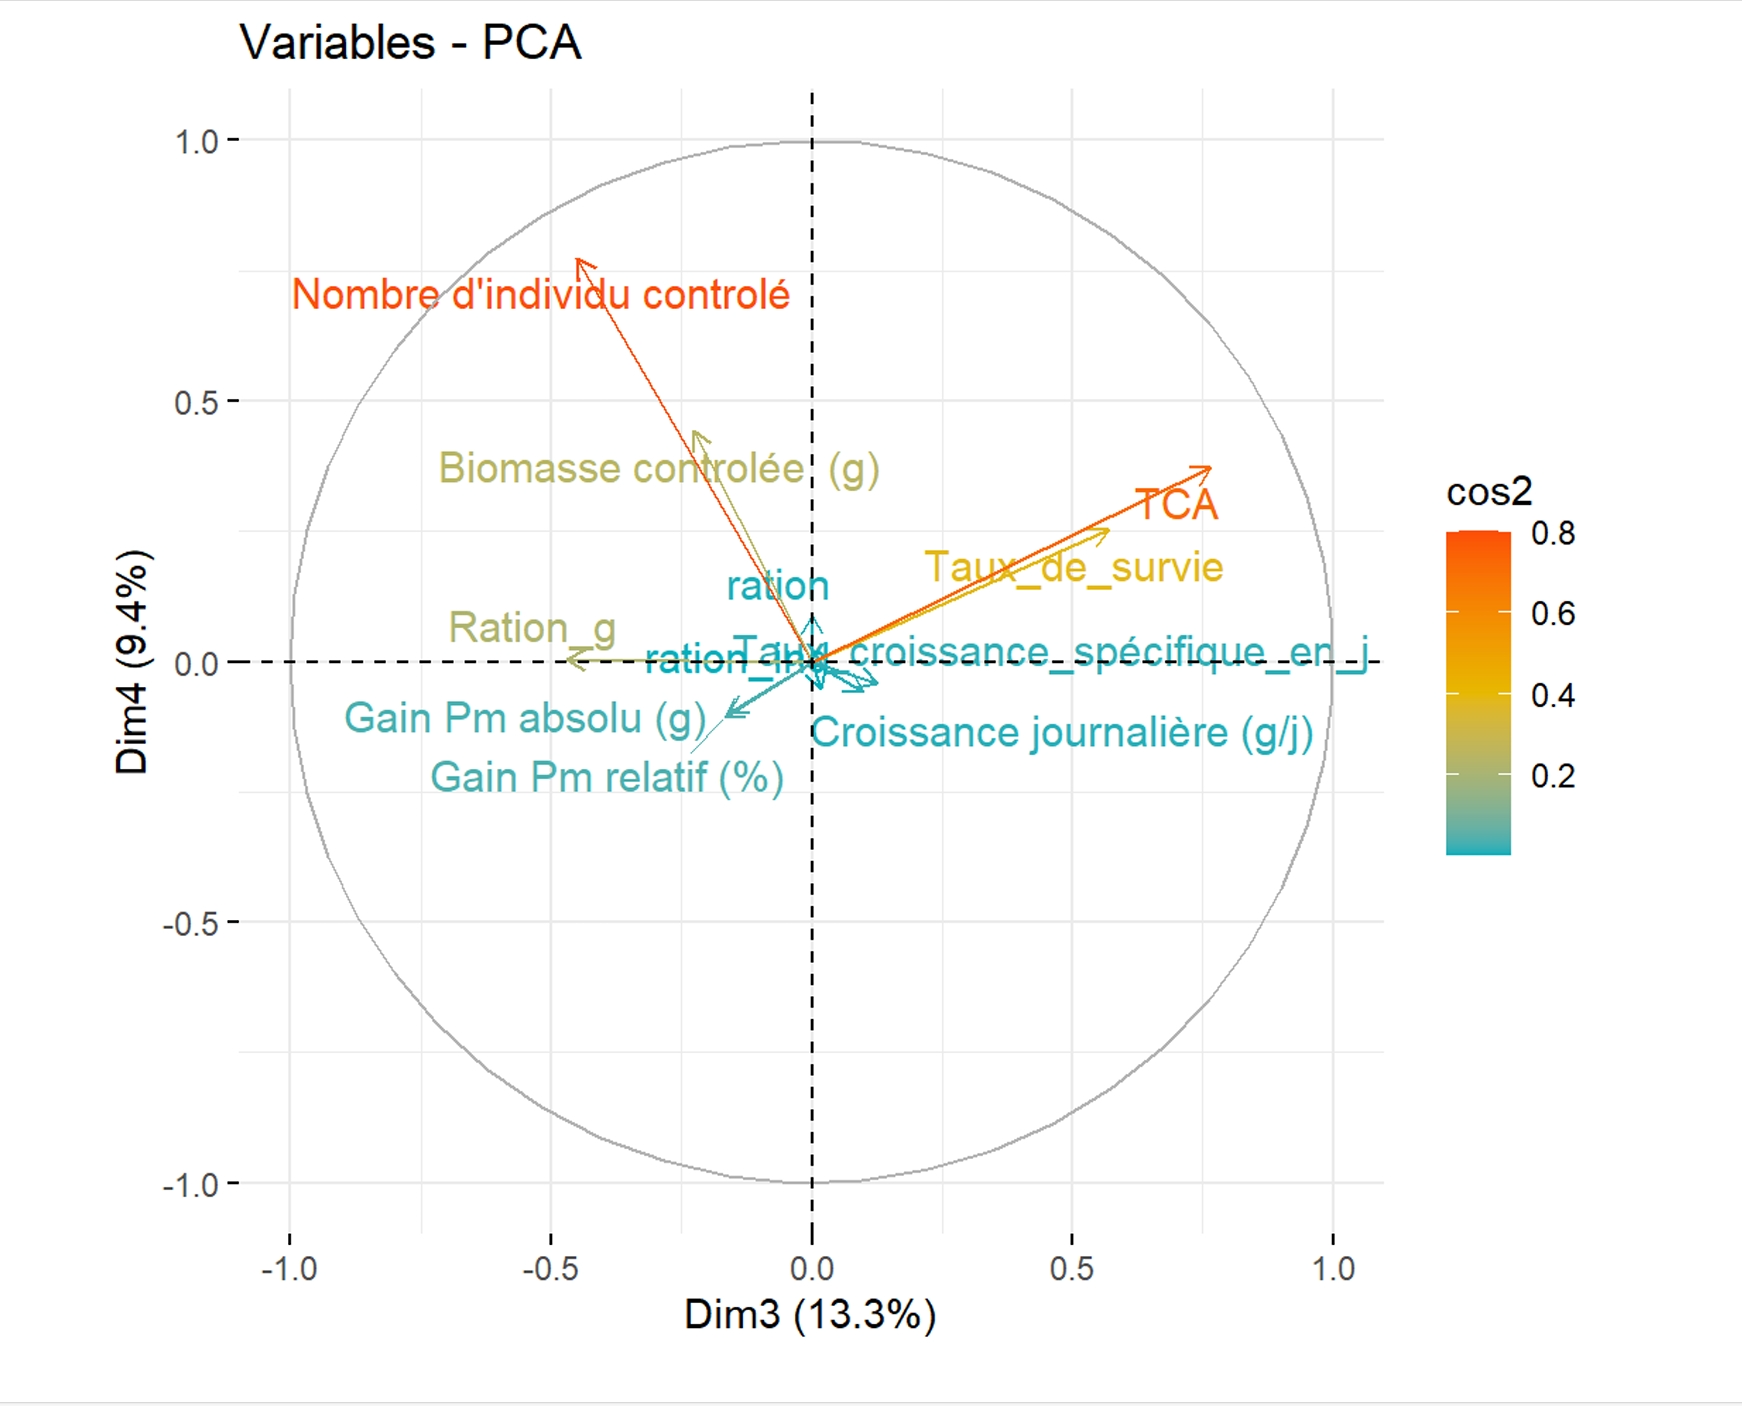 Variables - PCA
1.0
0.5
0.0
-0.5
-1.0
Dim4 (9.4%)
Nombre d'individu controlé
Biomasse controlée (g)
TCA
Taux_de_survie
ration
Ration_g
croissance_spécifique_en_j
Gain Pm absolu (g)
Croissance journalière (g/j)
Gain Pm relatif (%)
-1.0
-0.5
0.0
0.5
1.0
Dim3 (13.3%)
cos2
0.8
0.6
0.4
0.2